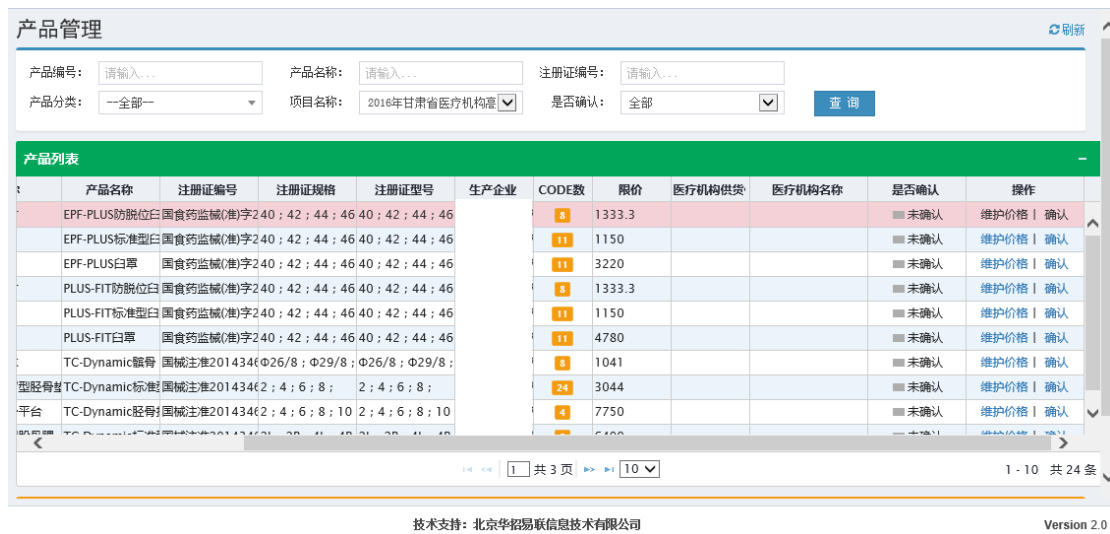 产品管理 刷新
产品编号： 请输入... 产品名称： 请输入... 注册证编号： 请输入...
产品分类： --全部-- 项目名称： 2016年甘肃省医疗机构高 是否确认： 全部 查 询
产品列表
产品名称 注册证编号 注册证规格 注册证型号 生产企业 CODE数 限价 医疗机构供货 医疗机构名称 是否确认 操作
EPF-PLUS防脱位臼 国食药监械(准)字2 40；42；44；46 40；42；44；46 8 1333.3 未确认 维护价格 | 确认
EPF-PLUS标准型臼 国食药监械(准)字2 40；42；44；46 40；42；44；46 11 1150 未确认 维护价格 | 确认
EPF-PLUS臼罩 国食药监械(准)字2 40；42；44；46 40；42；44；46 11 3220 未确认 维护价格 | 确认
PLUS-FIT防脱位臼 国食药监械(准)字2 40；42；44；46 40；42；44；46 8 1333.3 未确认 维护价格 | 确认
PLUS-FIT标准型臼 国食药监械(准)字2 40；42；44；46 40；42；44；46 11 1150 未确认 维护价格 | 确认
PLUS-FIT臼罩 国食药监械(准)字2 40；42；44；46 40；42；44；46 11 4780 未确认 维护价格 | 确认
TC-Dynamic髌骨 国械注准2014346 Φ26/8；Φ29/8； Φ26/8；Φ29/8； 8 1041 未确认 维护价格 | 确认
型胫骨垫 TC-Dynamic标准 国械注准2014346 2；4；6；8； 2；4；6；8； 24 3044 未确认 维护价格 | 确认
平台 TC-Dynamic胫骨 国械注准2014346 2；4；6；8；10 2；4；6；8；10 4 7750 未确认 维护价格 | 确认
1 共 3 页 10 1 - 10 共 24 条
技术支持：北京华招易联信息技术有限公司 Version 2.0